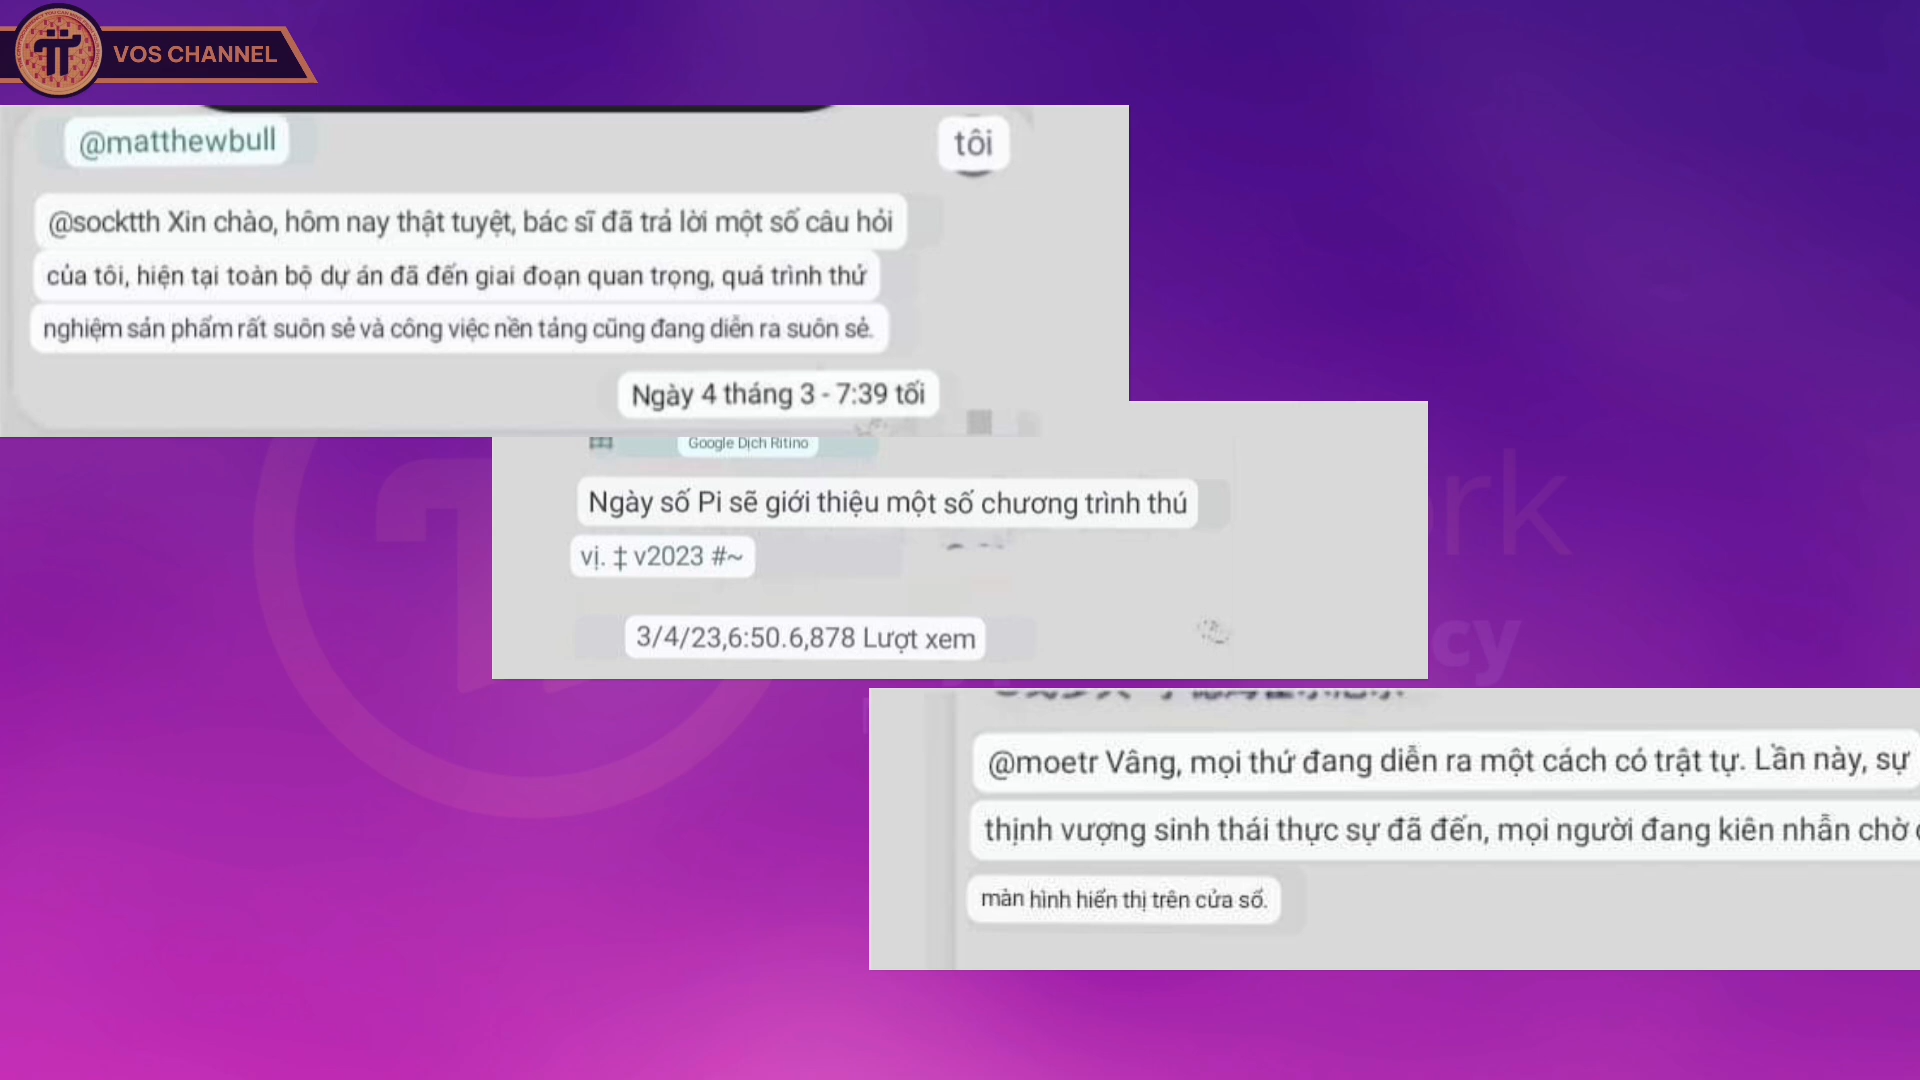 VOS CHANNEL
@matthewbull
tôi
@socktth Xin chào, hôm nay thật tuyệt, bác sĩ đã trả lời một số câu hỏi
của tôi, hiện tại toàn bộ dự án đã đến giai đoạn quan trọng, quá trình thử
nghiệm sản phẩm rất suôn sẻ và công việc nền tảng cũng đang diễn ra suôn sẻ.
Ngày 4 tháng 3 - 7:39 tối
Google Dịch Ritino
Ngày số Pi sẽ giới thiệu một số chương trình thú
vị. ‡ v2023 #~
3/4/23,6:50.6,878 Lượt xem
@moetr Vâng, mọi thứ đang diễn ra một cách có trật tự. Lần này, sự
thịnh vượng sinh thái thực sự đã đến, mọi người đang kiên nhẫn chờ
màn hình hiển thị trên cửa sổ.